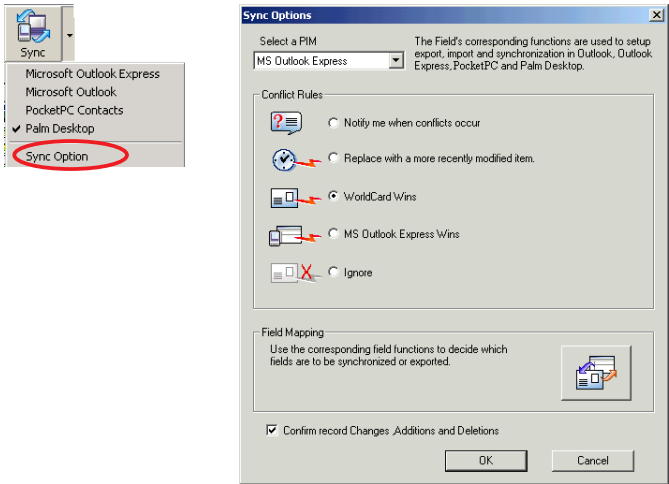 Sync
Microsoft Outlook Express
Microsoft Outlook
PocketPC Contacts
Palm Desktop
Sync Option
Sync Options
Select a PIM
MS Outlook Express
The Field's corresponding functions are used to setup
export, import and synchronization in Outlook, Outlook
Express,PocketPC and Palm Desktop.
Conflict Rules
Notify me when conflicts occur
Replace with a more recently modified item.
WorldCard Wins
MS Outlook Express Wins
Ignore
Field Mapping
Use the corresponding field functions to decide which
fields are to be synchronized or exported.
Confirm record Changes ,Additions and Deletions
OK
Cancel